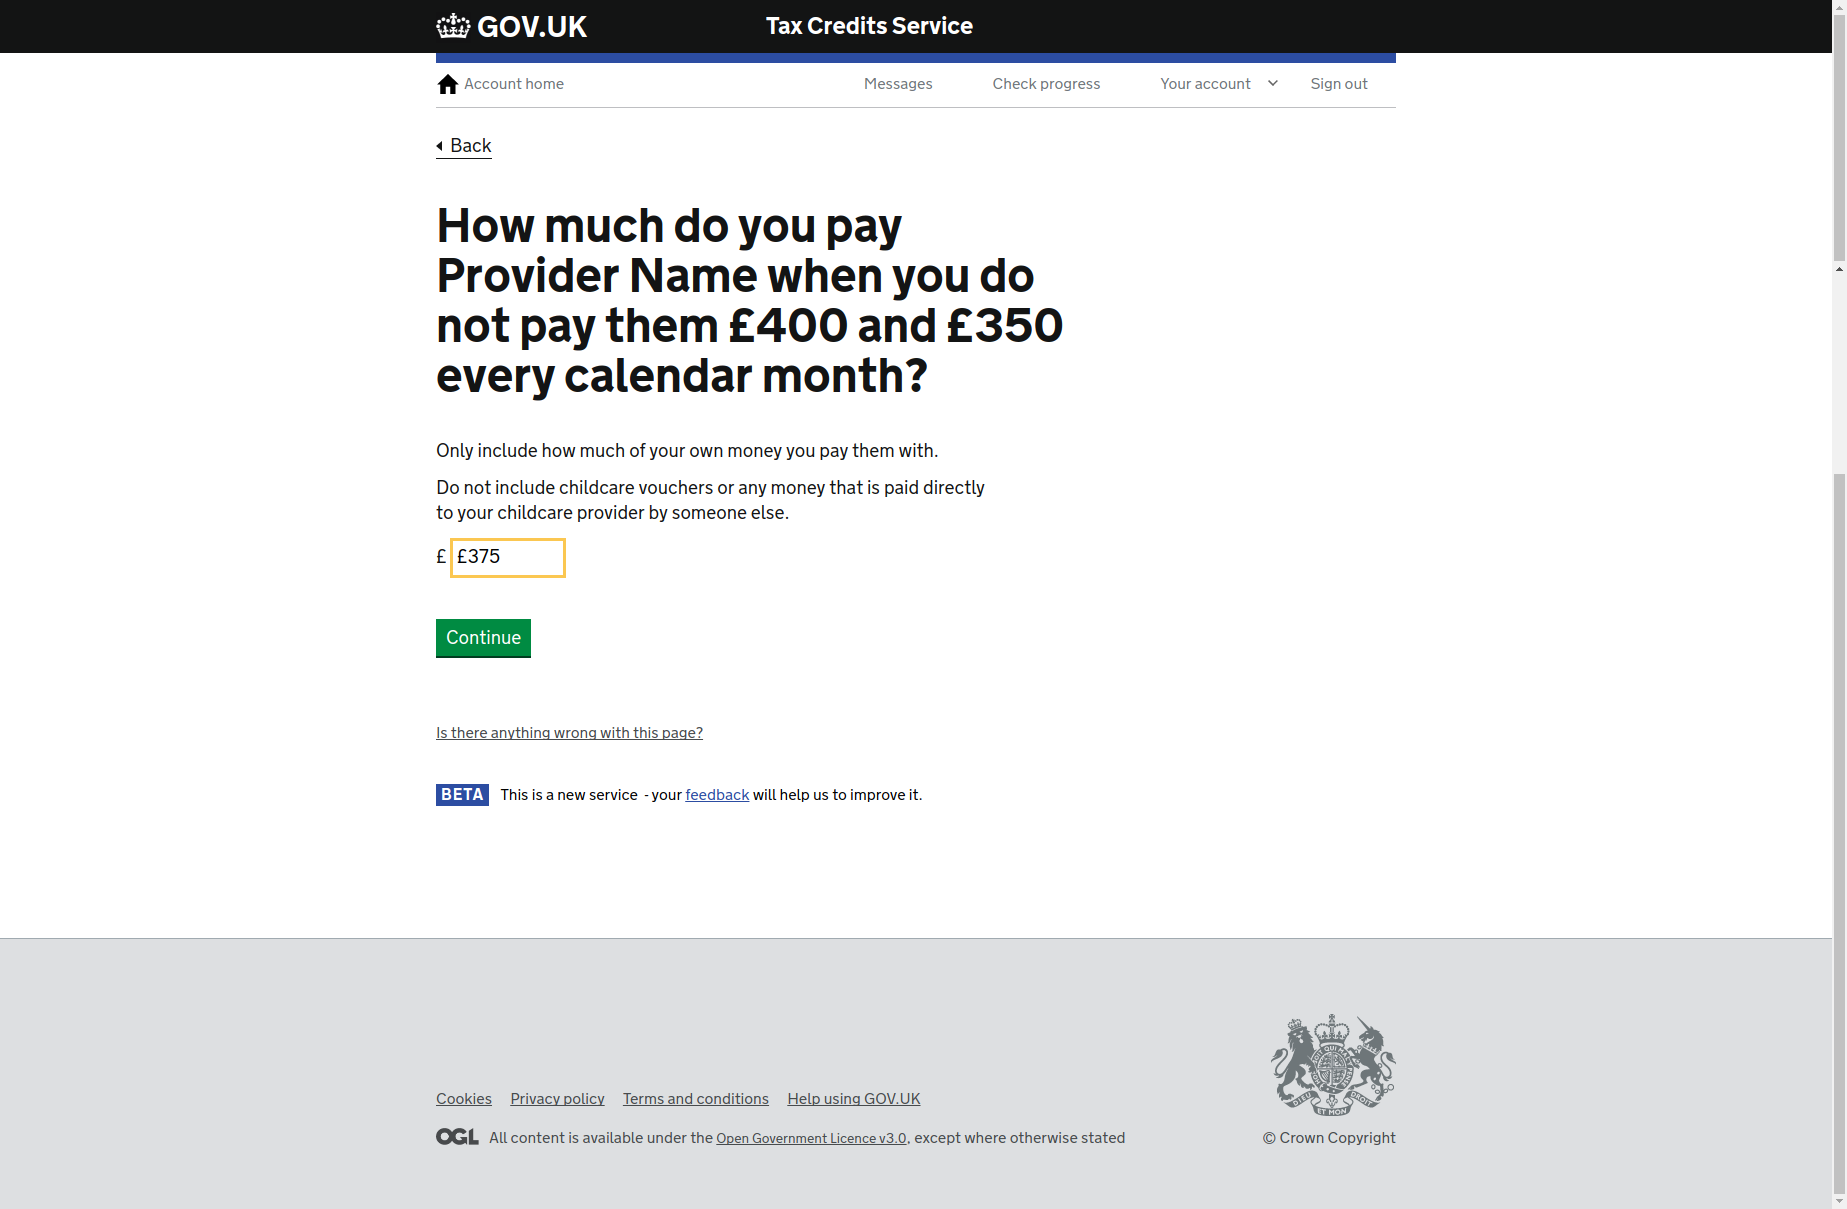 GOV.UK
Tax Credits Service
Account home
Messages
Check progress
Your account
Sign out
Back
How much do you pay
Provider Name when you do
not pay them £400 and £350
every calendar month?
Only include how much of your own money you pay them with.
Do not include childcare vouchers or any money that is paid directly
to your childcare provider by someone else.
£ £375
Continue
Is there anything wrong with this page?
BETA This is a new service - your feedback will help us to improve it.
Cookies Privacy policy Terms and conditions Help using GOV.UK
OGL All content is available under the Open Government Licence v3.0, except where otherwise stated
DIEU ET MON DROIT
© Crown Copyright